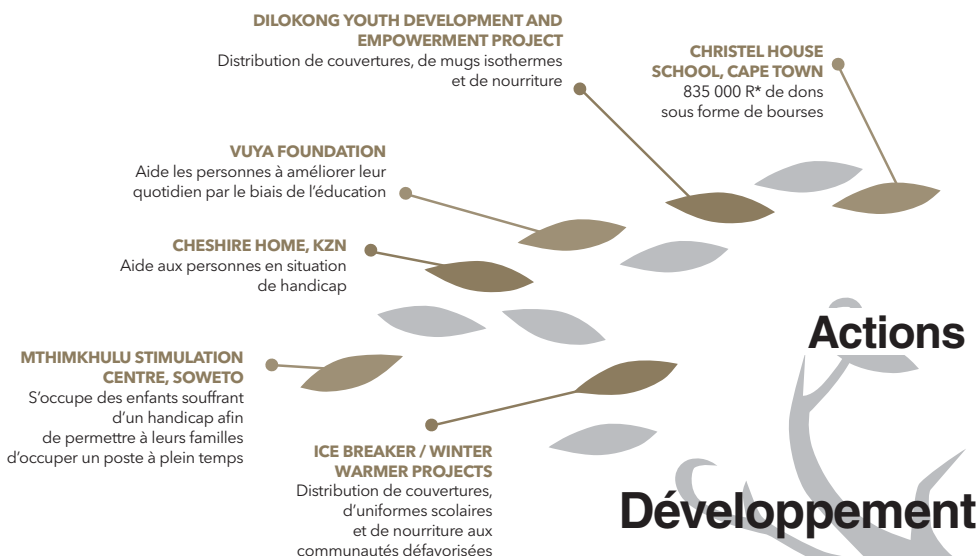 DILOKONG YOUTH DEVELOPMENT AND
EMPOWERMENT PROJECT
Distribution de couvertures, de mugs isothermes
et de nourriture
CHRISTEL HOUSE
SCHOOL, CAPE TOWN
835 000 R* de dons
sous forme de bourses
VUYA FOUNDATION
Aide les personnes à améliorer leur
quotidien par le biais de l’éducation
CHESHIRE HOME, KZN
Aide aux personnes en situation
de handicap
Actions
MTHIMKHULU STIMULATION
CENTRE, SOWETO
S’occupe des enfants souffrant
d’un handicap afin
de permettre à leurs familles
d’occuper un poste à plein temps
ICE BREAKER / WINTER
WARMER PROJECTS
Distribution de couvertures,
d’uniformes scolaires
et de nourriture aux
communautés défavorisées
Développement